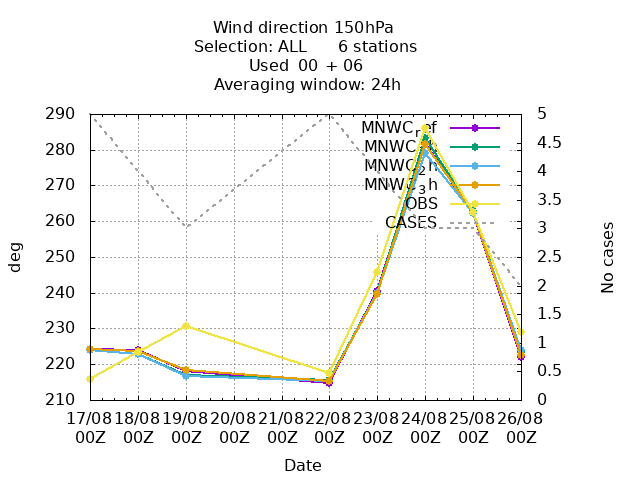 Wind direction 150hPa
Selection: ALL 6 stations
Used 00 + 06
Averaging window: 24h
290
280
270
260
250
240
230
220
210
5
4.5
4
3.5
3
2.5
2
1.5
1
0.5
0
deg
No cases
MNWCref
MNWC
MNWC2h
MNWC3h
OBS
CASES
17/08 18/08 19/08 20/08 21/08 22/08 23/08 24/08 25/08 26/08
00Z 00Z 00Z 00Z 00Z 00Z 00Z 00Z 00Z 00Z
Date